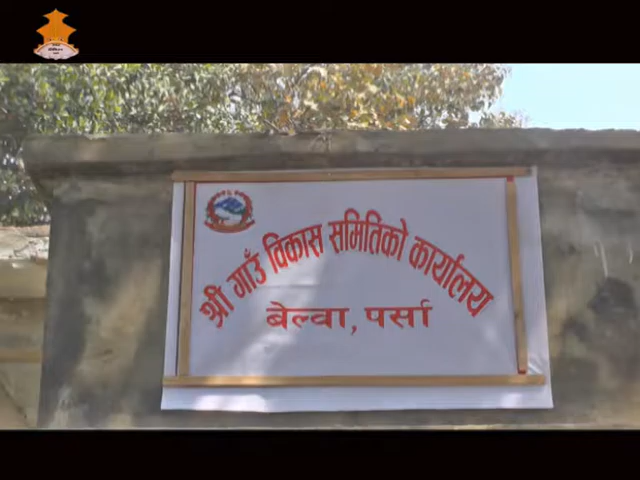 श्री गाउँ विकास समितिको कार्यालय
बेल्वा, पर्सा